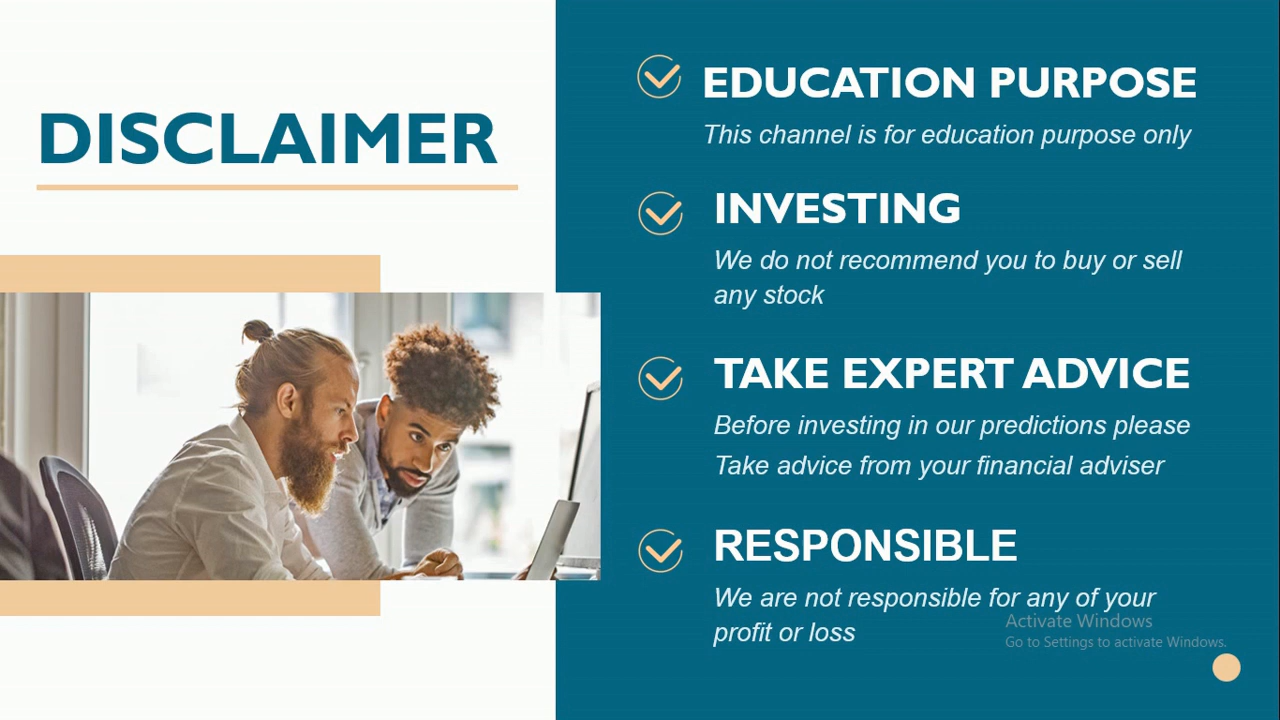 DISCLAIMER
EDUCATION PURPOSE
This channel is for education purpose only
INVESTING
We do not recommend you to buy or sell
any stock
TAKE EXPERT ADVICE
Before investing in our predictions please
Take advice from your financial adviser
RESPONSIBLE
We are not responsible for any of your
profit or loss
Activate Windows
Go to Settings to activate Windows.